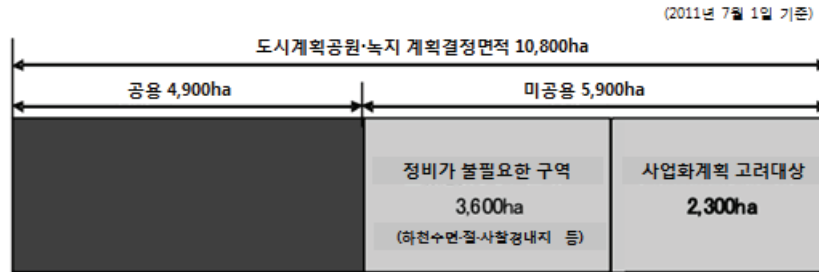 (2011년 7월 1일 기준)
도시계획공원·녹지 계획결정면적 10,800ha
공용 4,900ha
미공용 5,900ha
정비가 불필요한 구역
사업화계획 고려대상
3,600ha
2,300ha
(하천수면·절·사찰경내지 등)